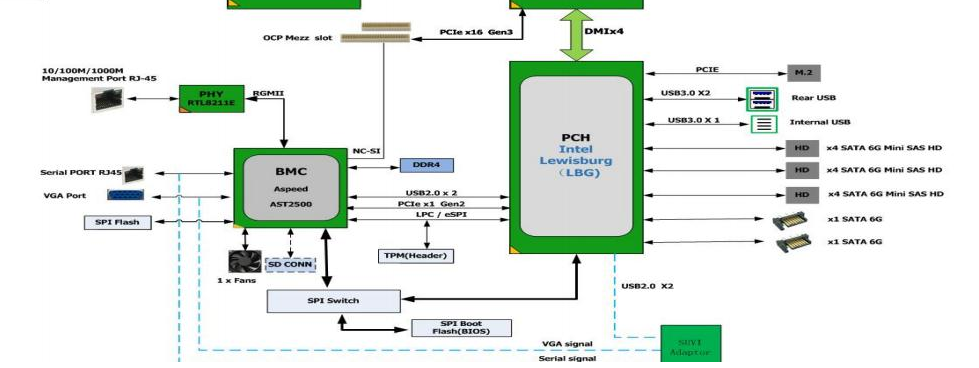 OCP Mezz slot
PCIe x16 Gen3
DMIx4
10/100M/1000M
Management Port RJ-45
PHY
RTL8211E
RGMII
PCIE
M.2
USB3.0 X2
Rear USB
USB3.0 X 1
Internal USB
NC-SI
PCH
Intel
Lewisburg
(LBG)
HD
x4 SATA 6G Mini SAS HD
BMC
Aspeed
AST2500
DDR4
HD
x4 SATA 6G Mini SAS HD
Serial PORT RJ45
VGA Port
USB2.0 x 2
HD
x4 SATA 6G Mini SAS HD
PCIe x1 Gen2
SPI Flash
LPC / eSPI
x1 SATA 6G
x1 SATA 6G
TPM(Header)
SD CONN
1 x Fans
USB2.0 X2
SPI Switch
SPI Boot
Flash(BIOS)
VGA signal
SUVI
Adaptor
Serial signal